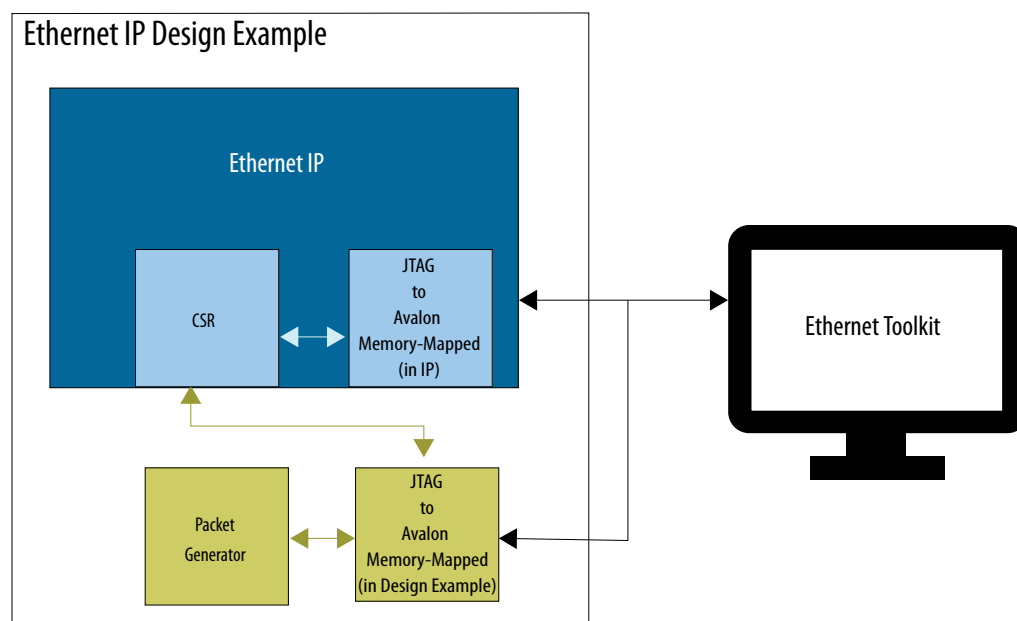 Ethernet IP Design Example
Ethernet IP
CSR
JTAG
to
Avalon
Memory-Mapped
(in IP)
Ethernet Toolkit
Packet
Generator
JTAG
to
Avalon
Memory-Mapped
(in Design Example)